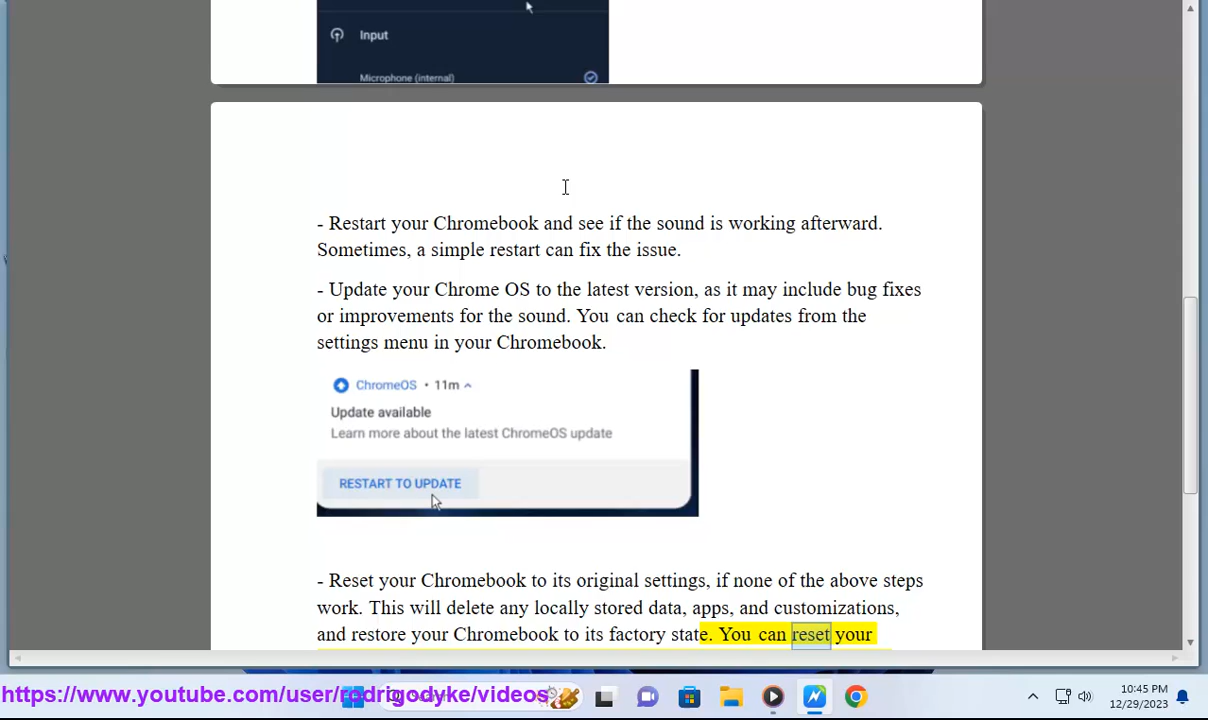 Input
Microphone (internal)
- Restart your Chromebook and see if the sound is working afterward.
Sometimes, a simple restart can fix the issue.
- Update your Chrome OS to the latest version, as it may include bug fixes
or improvements for the sound. You can check for updates from the
settings menu in your Chromebook.
ChromeOS • 11m
Update available
Learn more about the latest ChromeOS update
RESTART TO UPDATE
- Reset your Chromebook to its original settings, if none of the above steps
work. This will delete any locally stored data, apps, and customizations,
and restore your Chromebook to its factory state. You can reset your
https://www.youtube.com/user/rodrigodyke/videos
10:45 PM
12/29/2023